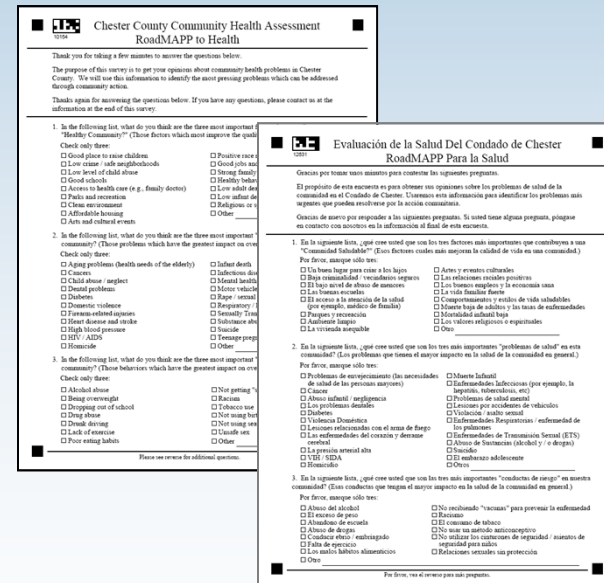 10184
Chester County Community Health Assessment
RoadMAPP to Health
Thank you for taking a few minutes to answer the questions below.
The purpose of this survey is to get your opinions about community health problems in Chester
County. We will use this information to identify the most pressing problems which can be addressed
through community action.
Thanks again for answering the questions below. If you have any questions, please contact us at the
information at the end of this survey.
1. In the following list, what do you think are the three most important f
"Healthy Community?" (Those factors which most improve the quali
Check only three:
Good place to raise children
Low crime / safe neighborhoods
Low level of child abuse
Good schools
Access to health care (e.g., family doctor)
Parks and recreation
Clean environment
Affordable housing
Arts and cultural events
Positive race r
Good jobs and
Strong family
Healthy behav
Low adult dea
Low infant de
Religious or s
Other
2. In the following list, what do you think are the three most important "
community? (Those problems which have the greatest impact on over
Check only three:
Aging problems (health needs of the elderly)
Cancers
Child abuse / neglect
Dental problems
Diabetes
Domestic violence
Firearm-related injuries
Heart disease and stroke
High blood pressure
HIV / AIDS
Homicide
Infant death
Infectious dise
Mental health
Motor vehicle
Rape / sexual
Respiratory / l
Sexually Tran
Substance abu
Suicide
Teenage pregn
Other
3. In the following list, what do you think are the three most important "
community? (Those behaviors which have the greatest impact on over
Check only three:
Alcohol abuse
Being overweight
Dropping out of school
Drug abuse
Drunk driving
Lack of exercise
Poor eating habits
Not getting "s
Racism
Tobacco use
Not using birt
Not using seat
Unsafe sex
Other
Please see reverse for additional questions.
12601
Evaluación de la Salud Del Condado de Chester
RoadMAPP Para la Salud
Gracias por tomar unos minutos para contestar las siguientes preguntas.
El propósito de esta encuesta es para obtener sus opiniones sobre los problemas de salud de la
comunidad en el Condado de Chester. Usaremos esta información para identificar los problemas más
urgentes que pueden resolverse por la acción comunitaria.
Gracias de nuevo por responder a las siguientes preguntas. Si usted tiene alguna pregunta, póngase
en contacto con nosotros en la información al final de esta encuesta.
1. En la siguiente lista, ¿qué cree usted que son los tres factores más importantes que contribuyen a una
"Comunidad Saludable?" (Esos factores cuales más mejoran la calidad de vida en una comunidad.)
Por favor, marque sólo tres:
Un buen lugar para criar a los hijos
Baja criminalidad / vecindarios seguros
El bajo nivel de abuso de menores
Las buenas escuelas
El acceso a la atención de la salud
(por ejemplo, médico de familia)
Parques y recreación
Ambiente limpio
La vivienda asequible
Artes y eventos culturales
Las relaciones raciales positivas
Los buenos empleos y la economía sana
La vida familiar fuerte
Comportamientos y estilos de vida saludables
Muerte baja de adultos y las tasas de enfermedades
Mortalidad infantil baja
Los valores religiosos o espirituales
Otro
2. En la siguiente lista, ¿qué cree usted que son los tres más importantes "problemas de salud" en esta
comunidad? (Los problemas que tienen el mayor impacto en la salud de la comunidad en general.)
Por favor, marque sólo tres:
Problemas de envejecimiento (las necesidades
de salud de las personas mayores)
Cáncer
Abuso infantil / negligencia
Los problemas dentales
Diabetes
Violencia Doméstica
Lesiones relacionadas con el arma de fuego
Las enfermedades del corazón y derrame
cerebral
La presión arterial alta
VIH / SIDA
Homicidio
Muerte Infantil
Enfermedades Infecciosas (por ejemplo, la
hepatitis, tuberculosis, etc)
Problemas de salud mental
Lesiones por accidentes de vehículos
Violación / asalto sexual
Enfermedades Respiratorias / enfermedad de
los pulmones
Enfermedades de Transmisión Sexual (ETS)
Abuso de Sustancias (alcohol y / o drogas)
Suicidio
El embarazo adolescente
Otros
3. En la siguiente lista, ¿qué cree usted que son los tres más importantes "conductas de riesgo" en nuestra
comunidad? (Esas conductas que tengan el mayor impacto en la salud de la comunidad en general.)
Por favor, marque sólo tres:
Abuso del alcohol
El exceso de peso
Abandono de escuela
Abuso de drogas
Conducir ebrio / embriagado
Falta de ejercicio
Los malos hábitos alimenticios
Otro
No recibiendo "vacunas" para prevenir la enfermedad
Racismo
El consumo de tabaco
No usar un método anticonceptivo
No utilizar los cinturones de seguridad / asientos de
seguridad para niños
Relaciones sexuales sin protección
Por favor, vea el reverso para más preguntas.